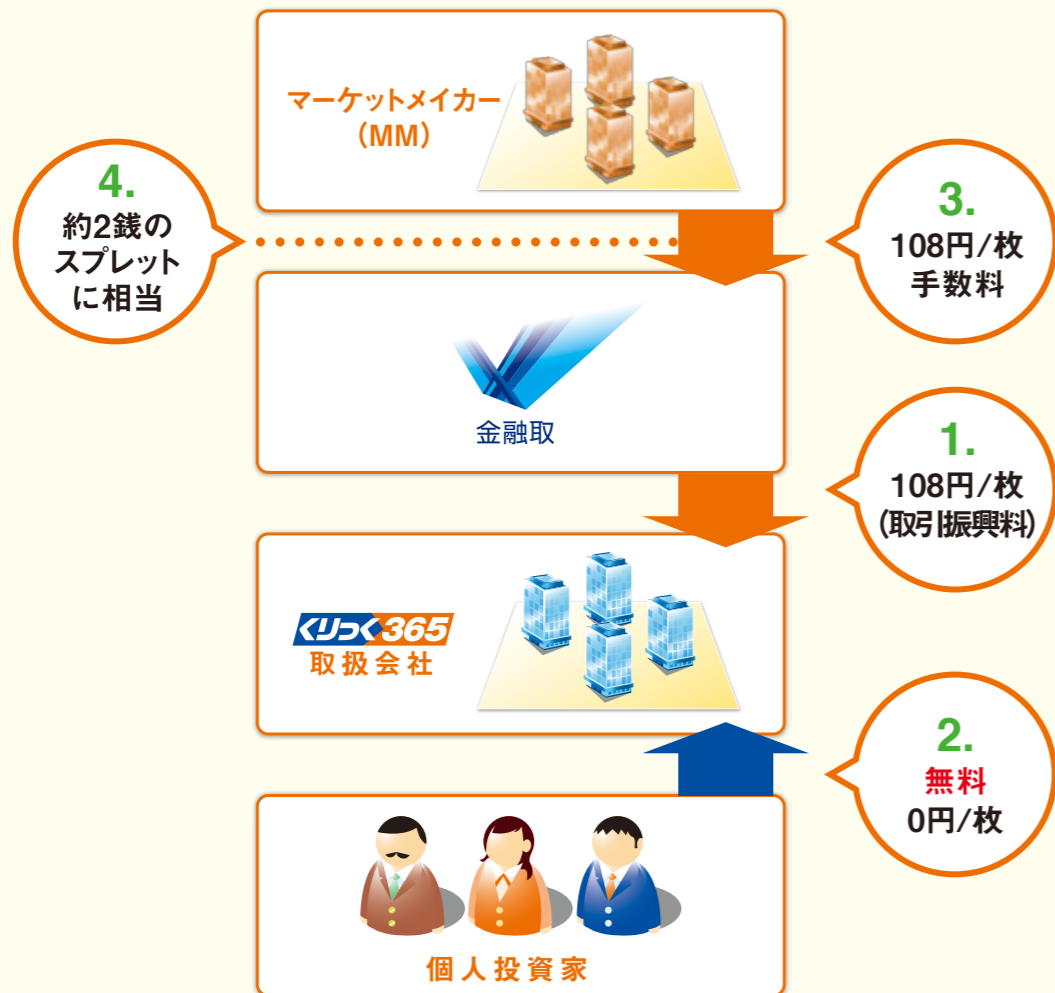 マーケットメイカー
(MM)
4.
約2銭の
スプレット
に相当
3.
108円/枚
手数料
金融取
1.
108円/枚
(取引振興料)
くりっく365
取扱会社
2.
無料
0円/枚
個人投資家